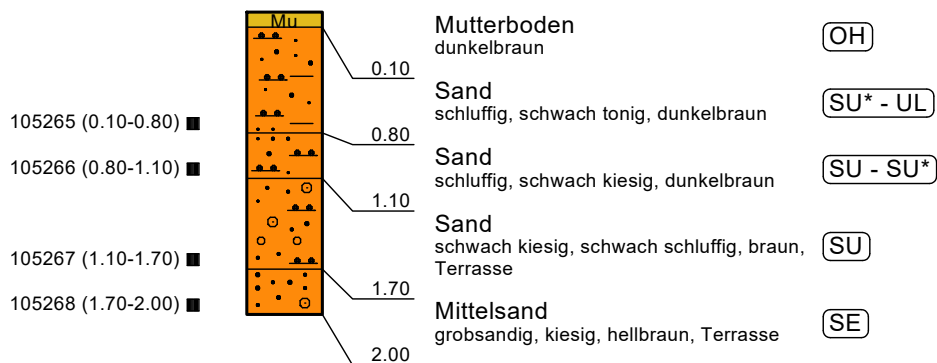 Mu
Mutterboden
dunkelbraun
OH
0.10
Sand
schluffig, schwach tonig, dunkelbraun
SU* - UL
105265 (0.10-0.80)
0.80
Sand
schluffig, schwach kiesig, dunkelbraun
SU - SU*
105266 (0.80-1.10)
1.10
Sand
schwach kiesig, schwach schluffig, braun,
Terrasse
SU
105267 (1.10-1.70)
1.70
Mittelsand
grobsandig, kiesig, hellbraun, Terrasse
SE
105268 (1.70-2.00)
2.00